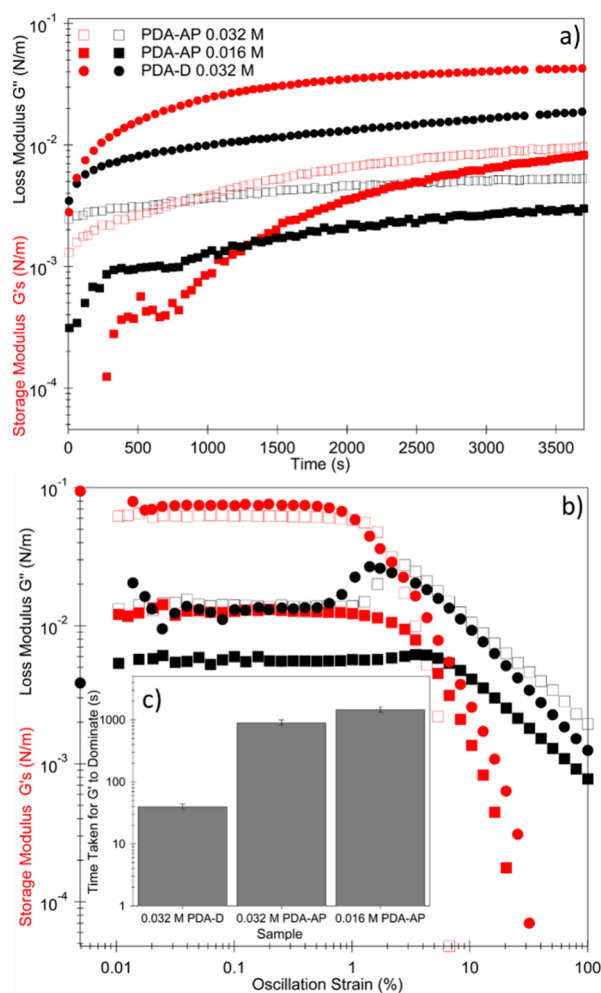 a)
PDA-AP 0.032 M
PDA-AP 0.016 M
PDA-D 0.032 M
Loss Modulus G" (N/m)
Storage Modulus G's (N/m)
10⁻¹
10⁻²
10⁻³
10⁻⁴
0 500 1000 1500 2000 2500 3000 3500
Time (s)
b)
Loss Modulus G" (N/m)
Storage Modulus G's (N/m)
10⁻¹
10⁻²
10⁻³
10⁻⁴
c)
Time Taken for G' to Dominate (s)
1000
100
10
1
0.032 M PDA-D 0.032 M PDA-AP 0.016 M PDA-AP
Sample
0.01 0.1 1 10 100
Oscillation Strain (%)